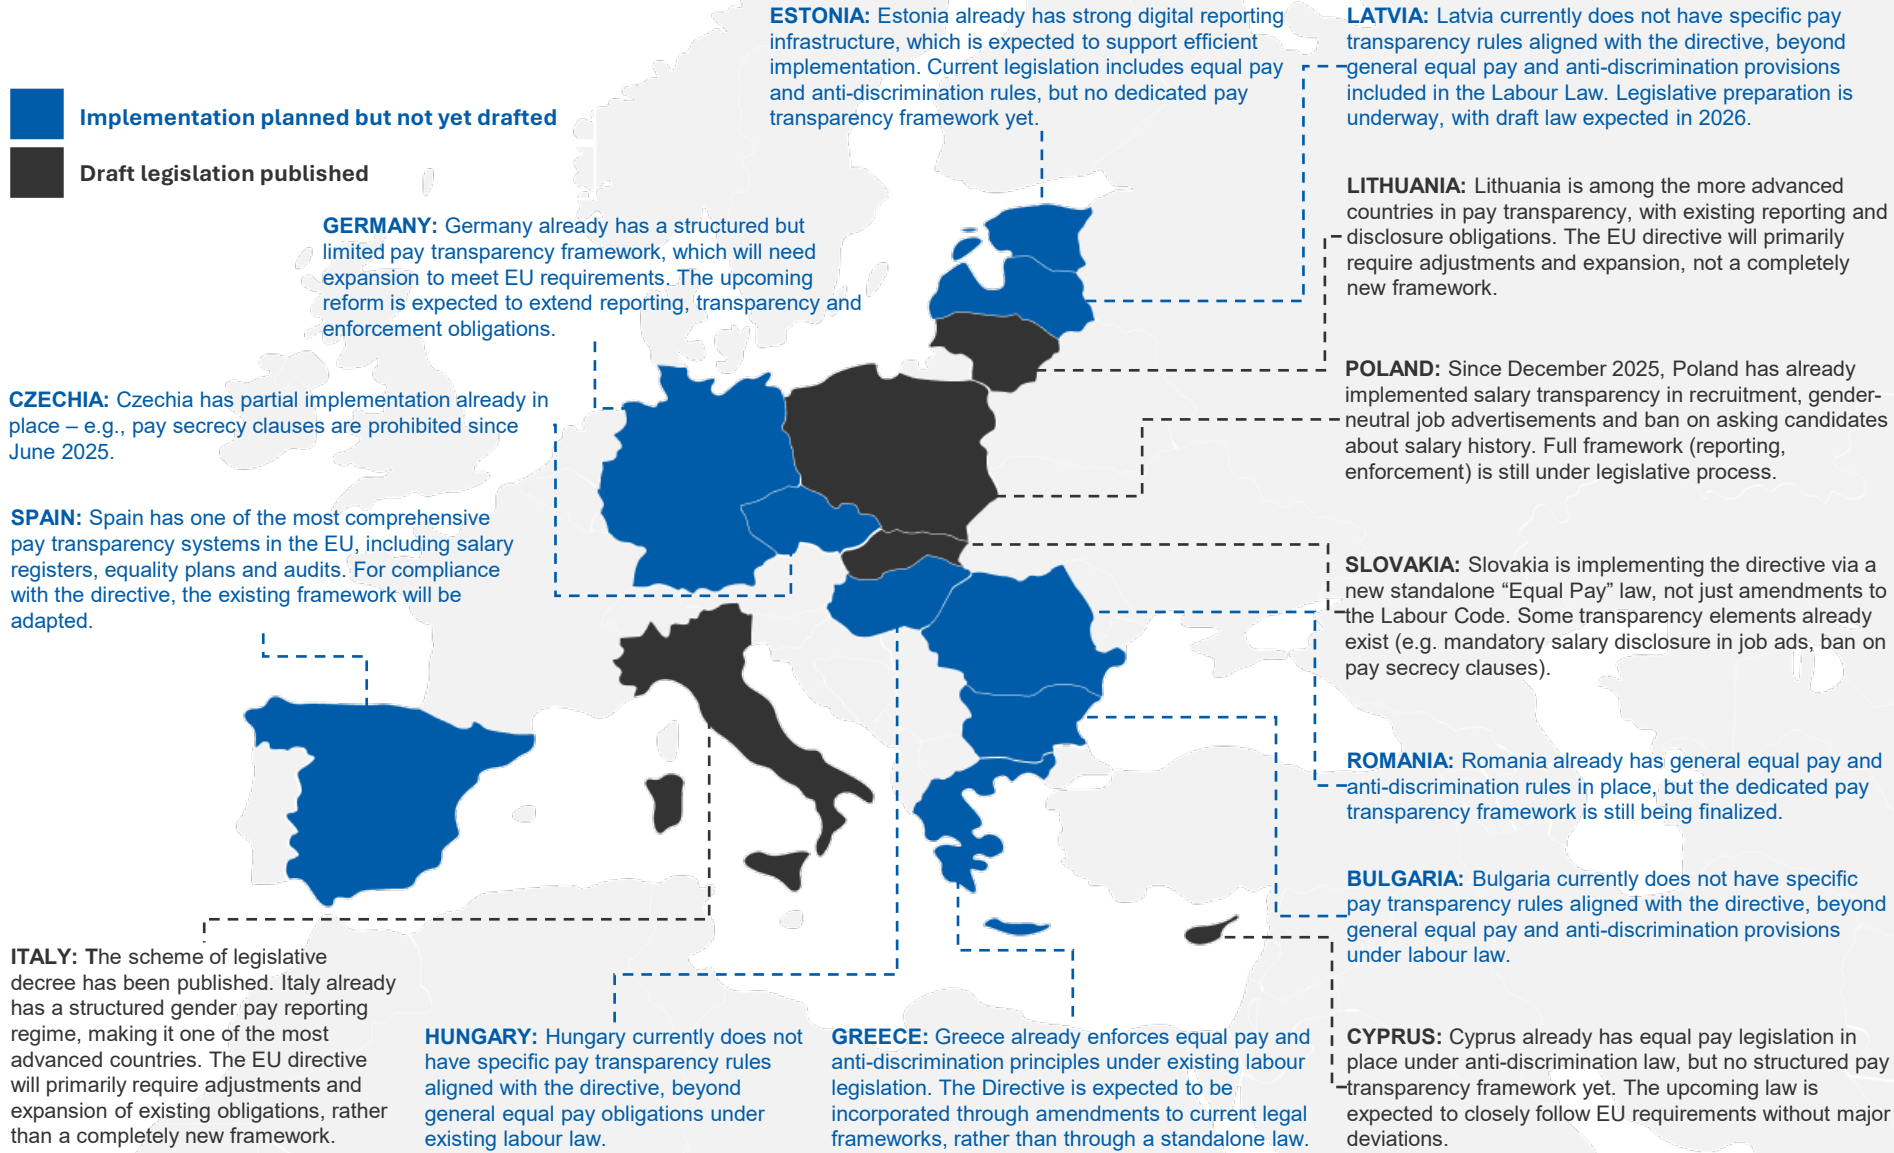 ESTONIA: Estonia already has strong digital reporting
infrastructure, which is expected to support efficient
implementation. Current legislation includes equal pay
and anti-discrimination rules, but no dedicated pay
transparency framework yet.
LATVIA: Latvia currently does not have specific pay
transparency rules aligned with the directive, beyond
general equal pay and anti-discrimination provisions
included in the Labour Law. Legislative preparation is
underway, with draft law expected in 2026.
Implementation planned but not yet drafted
Draft legislation published
LITHUANIA: Lithuania is among the more advanced
countries in pay transparency, with existing reporting and
disclosure obligations. The EU directive will primarily
require adjustments and expansion, not a completely
new framework.
GERMANY: Germany already has a structured but
limited pay transparency framework, which will need
expansion to meet EU requirements. The upcoming
reform is expected to extend reporting, transparency and
enforcement obligations.
POLAND: Since December 2025, Poland has already
implemented salary transparency in recruitment, gender-
neutral job advertisements and ban on asking candidates
about salary history. Full framework (reporting,
enforcement) is still under legislative process.
CZECHIA: Czechia has partial implementation already in
place – e.g., pay secrecy clauses are prohibited since
June 2025.
SPAIN: Spain has one of the most comprehensive
pay transparency systems in the EU, including salary
registers, equality plans and audits. For compliance
with the directive, the existing framework will be
adapted.
SLOVAKIA: Slovakia is implementing the directive via a
new standalone “Equal Pay” law, not just amendments to
the Labour Code. Some transparency elements already
exist (e.g. mandatory salary disclosure in job ads, ban on
pay secrecy clauses).
ROMANIA: Romania already has general equal pay and
anti-discrimination rules in place, but the dedicated pay
transparency framework is still being finalized.
BULGARIA: Bulgaria currently does not have specific
pay transparency rules aligned with the directive, beyond
general equal pay and anti-discrimination provisions
under labour law.
ITALY: The scheme of legislative
decree has been published. Italy already
has a structured gender pay reporting
regime, making it one of the most
advanced countries. The EU directive
will primarily require adjustments and
expansion of existing obligations, rather
than a completely new framework.
HUNGARY: Hungary currently does not
have specific pay transparency rules
aligned with the directive, beyond
general equal pay obligations under
existing labour law.
GREECE: Greece already enforces equal pay and
anti-discrimination principles under existing labour
legislation. The Directive is expected to be
incorporated through amendments to current legal
frameworks, rather than through a standalone law.
CYPRUS: Cyprus already has equal pay legislation in
place under anti-discrimination law, but no structured pay
transparency framework yet. The upcoming law is
expected to closely follow EU requirements without major
deviations.